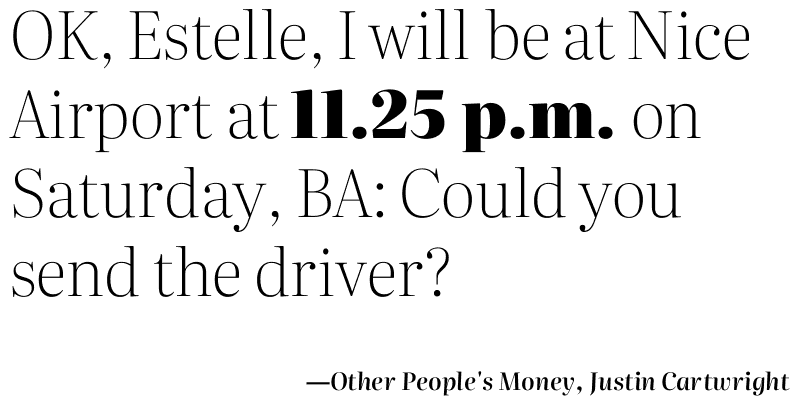 OK, Estelle, I will be at Nice
Airport at 11.25 p.m. on
Saturday, BA: Could you
send the driver?
—Other People's Money, Justin Cartwright